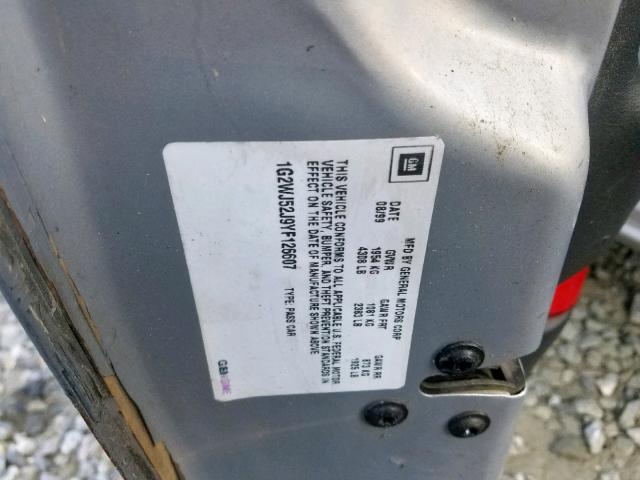 GM
MFD BY GENERAL MOTORS CORP
DATE GVWR GAWR FRT GAWR RR
08/99 1954 KG 1081 KG 873 KG
4308 LB 2383 LB 1925 LB
THIS VEHICLE CONFORMS TO ALL APPLICABLE U.S. FEDERAL MOTOR
VEHICLE SAFETY, BUMPER, AND THEFT PREVENTION STANDARDS IN
EFFECT ON THE DATE OF MANUFACTURE SHOWN ABOVE.
1G2WJ52J9YF126607 TYPE: PASS CAR